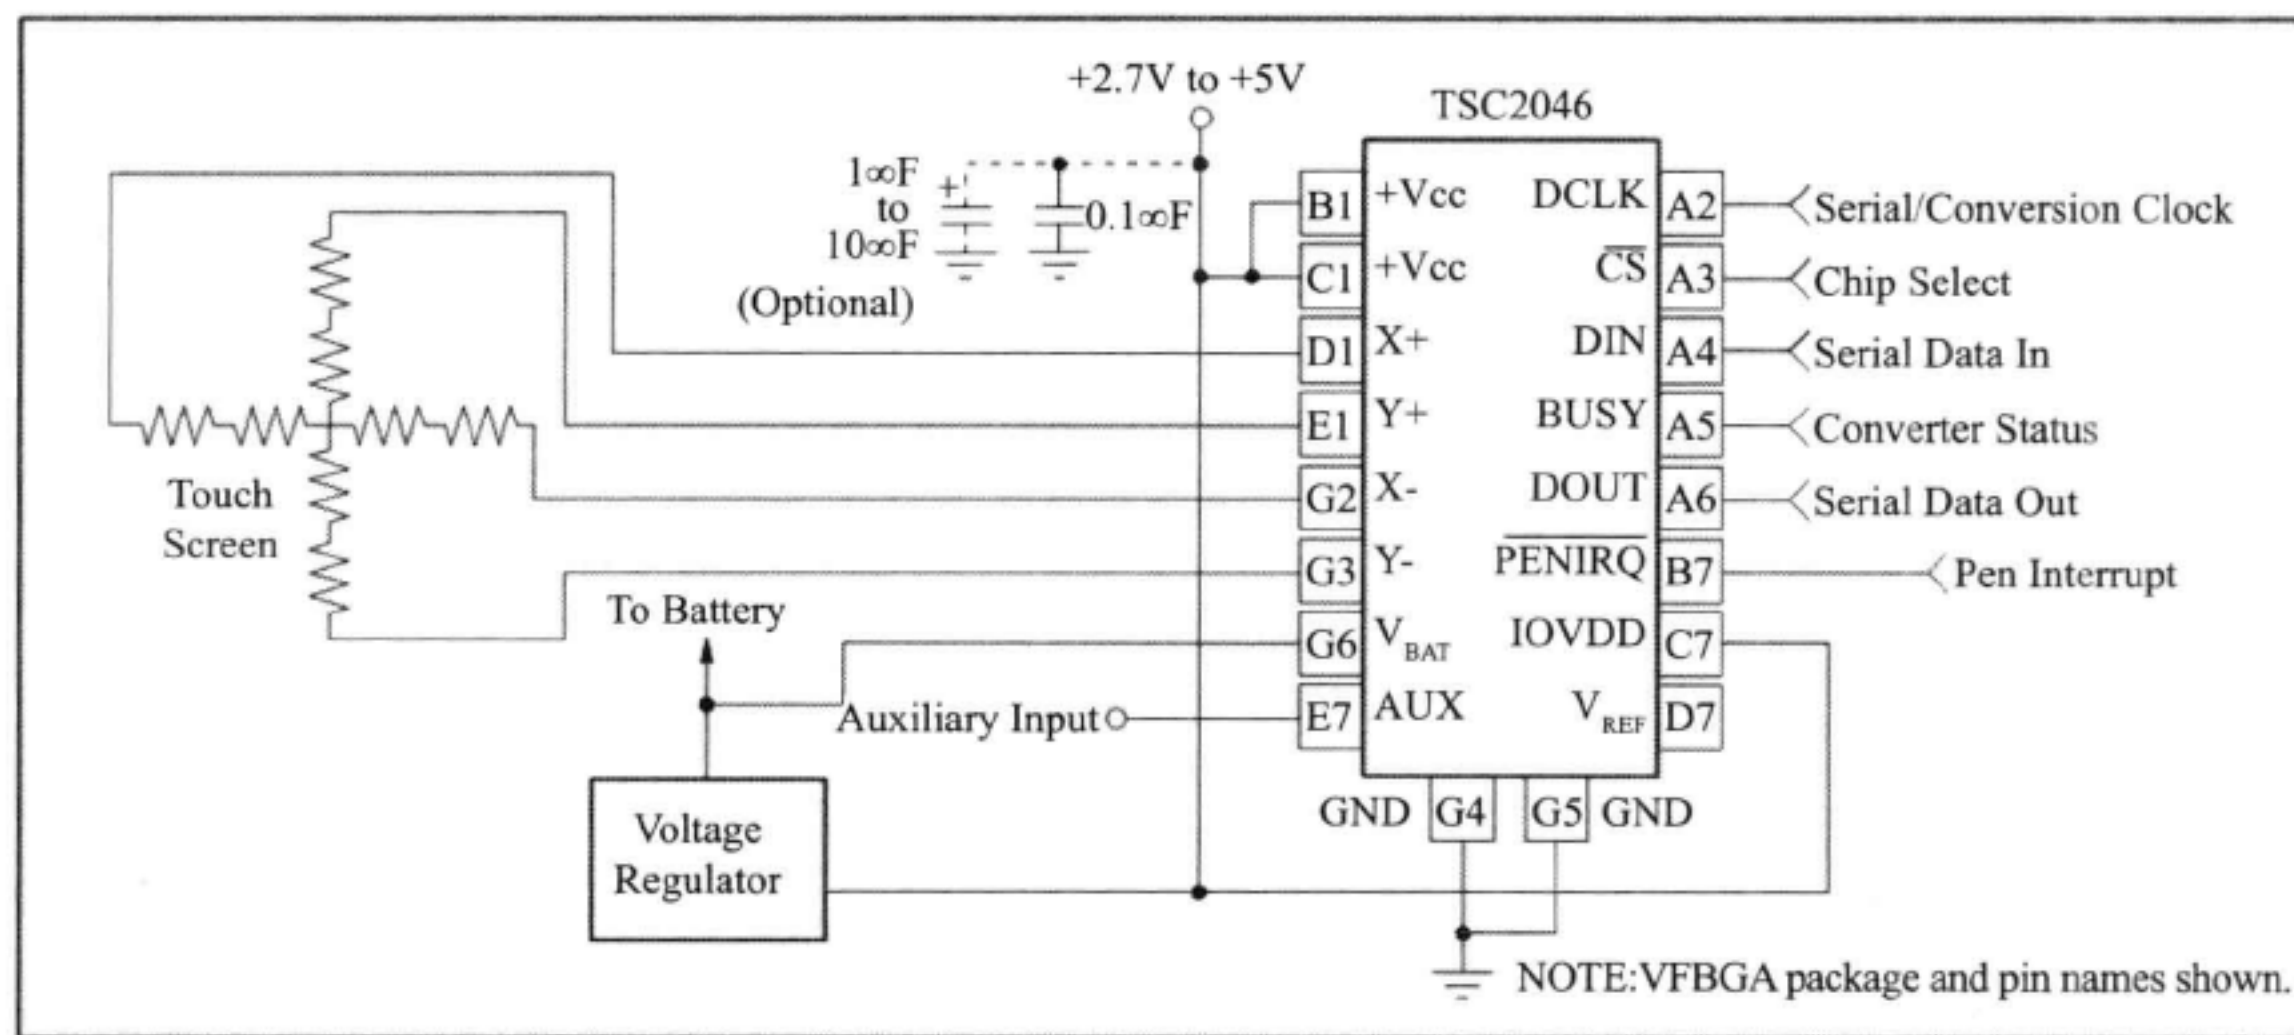 +2.7V to +5V
TSC2046
1∞F
to
10∞F
+
0.1∞F
(Optional)
B1 +Vcc DCLK A2 Serial/Conversion Clock
C1 +Vcc CS A3 Chip Select
D1 X+ DIN A4 Serial Data In
E1 Y+ BUSY A5 Converter Status
G2 X- DOUT A6 Serial Data Out
G3 Y- PENIRQ B7 Pen Interrupt
G6 VBAT IOVDD C7
E7 AUX VREF D7
Touch
Screen
To Battery
Auxiliary Input
Voltage
Regulator
GND G4 G5 GND
NOTE:VFBGA package and pin names shown.